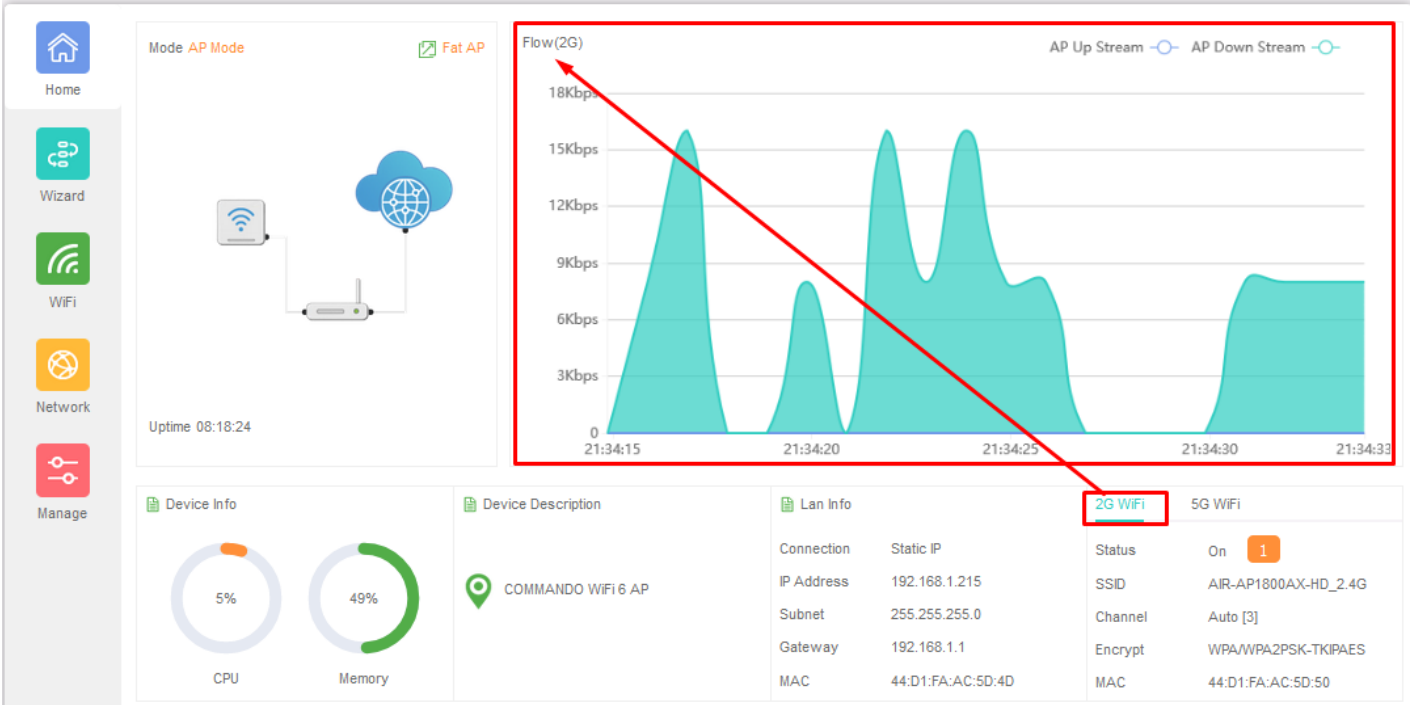 Home
Wizard
WiFi
Network
Manage
Mode AP Mode
Fat AP
Uptime 08:18:24
Flow(2G)
AP Up Stream
AP Down Stream
18Kbps
15Kbps
12Kbps
9Kbps
6Kbps
3Kbps
0
21:34:15
21:34:20
21:34:25
21:34:30
21:34:33
Device Info
5%
49%
CPU
Memory
Device Description
COMMANDO WiFi 6 AP
Lan Info
Connection Static IP
IP Address 192.168.1.215
Subnet 255.255.255.0
Gateway 192.168.1.1
MAC 44:D1:FA:AC:5D:4D
2G WiFi
5G WiFi
Status On 1
SSID AIR-AP1800AX-HD_2.4G
Channel Auto [3]
Encrypt WPA/WPA2PSK-TKIPAES
MAC 44:D1:FA:AC:5D:50